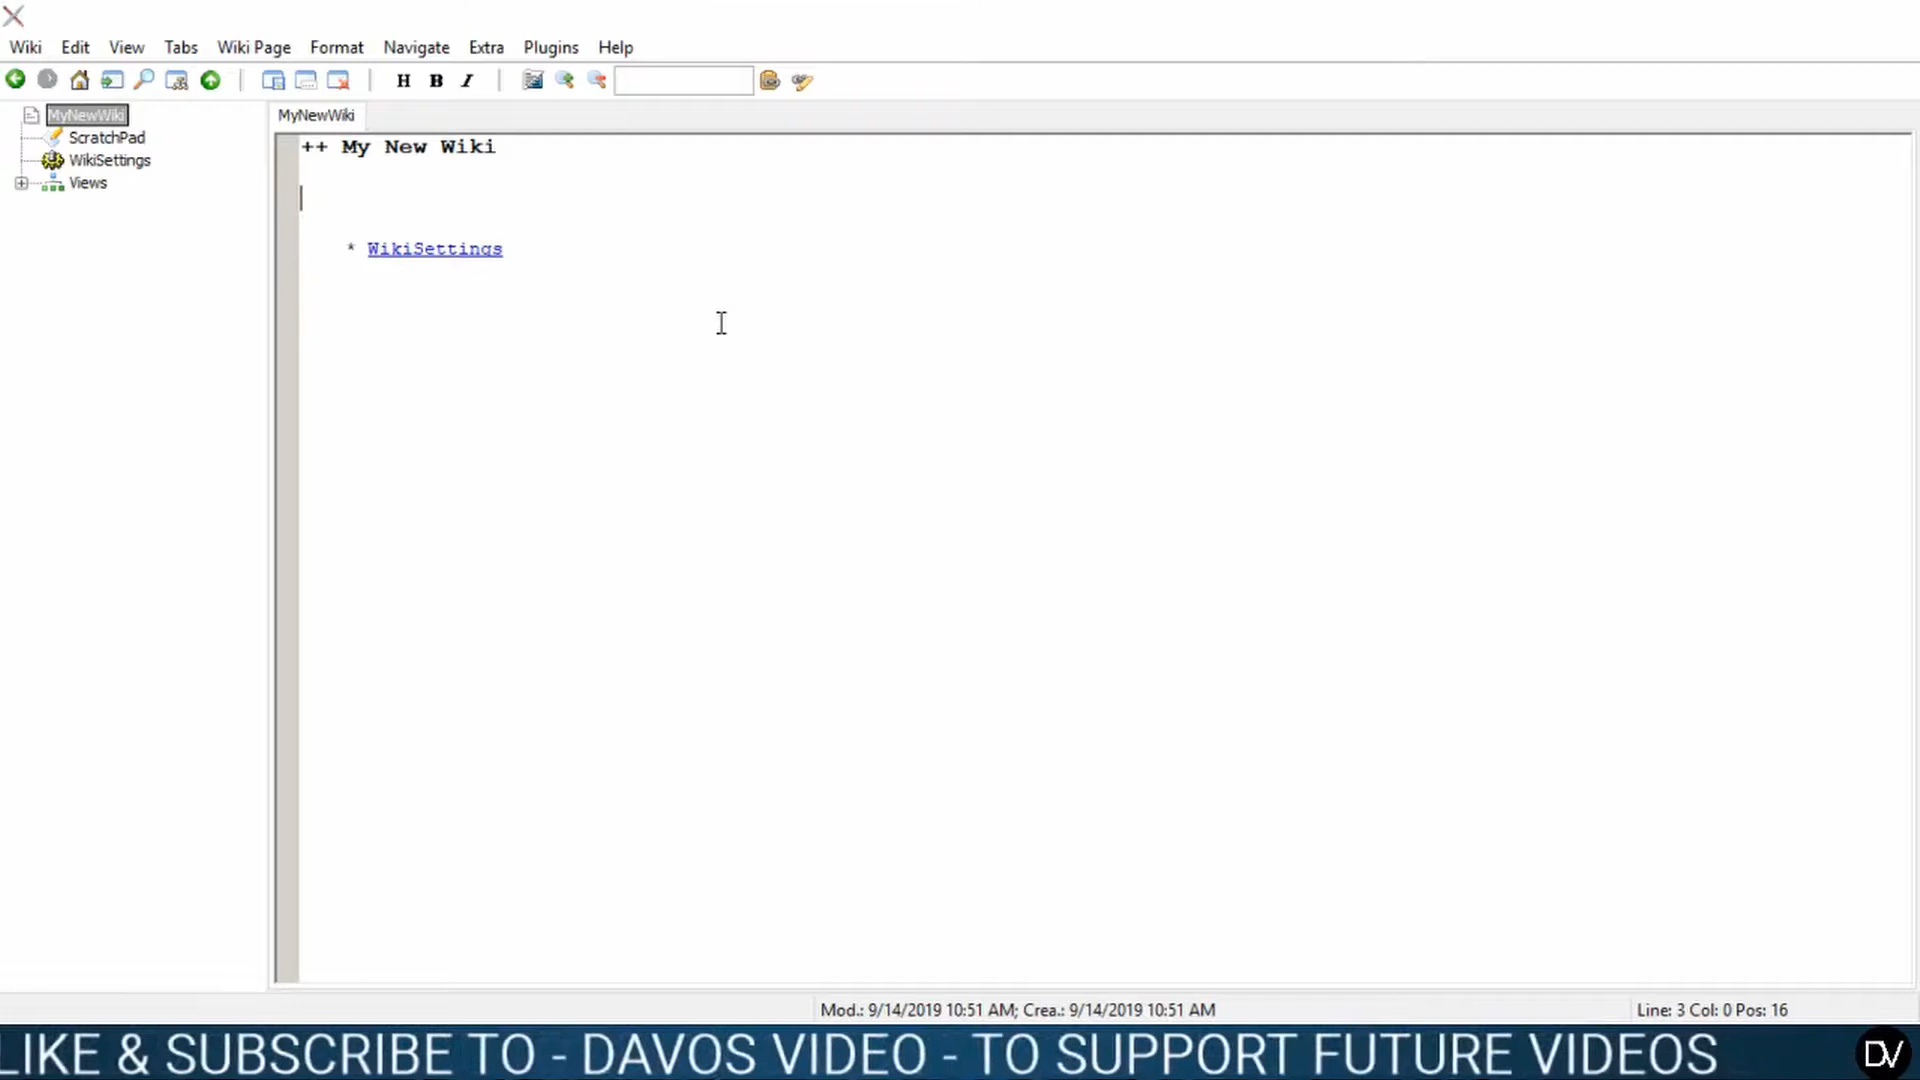 Wiki Edit View Tabs Wiki Page Format Navigate Extra Plugins Help
H B I
MyNewWiki
ScratchPad
WikiSettings
Views
MyNewWiki
++ My New Wiki
* WikiSettings
Mod.: 9/14/2019 10:51 AM; Crea.: 9/14/2019 10:51 AM
Line: 3 Col: 0 Pos: 16
LIKE & SUBSCRIBE TO - DAVOS VIDEO - TO SUPPORT FUTURE VIDEOS
DV